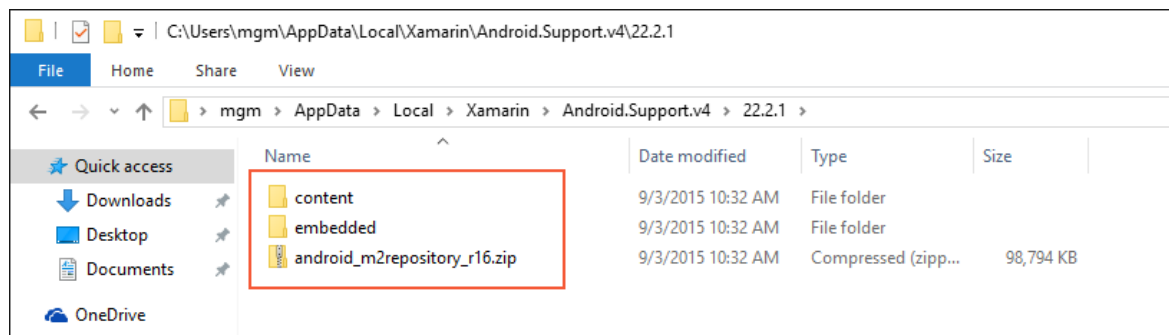 C:\Users\mgm\AppData\Local\Xamarin\Android.Support.v4\22.2.1
File Home Share View
mgm > AppData > Local > Xamarin > Android.Support.v4 > 22.2.1 >
Quick access
Downloads
Desktop
Documents
OneDrive
Name Date modified Type Size
content 9/3/2015 10:32 AM File folder
embedded 9/3/2015 10:32 AM File folder
android_m2repository_r16.zip 9/3/2015 10:32 AM Compressed (zipp... 98,794 KB